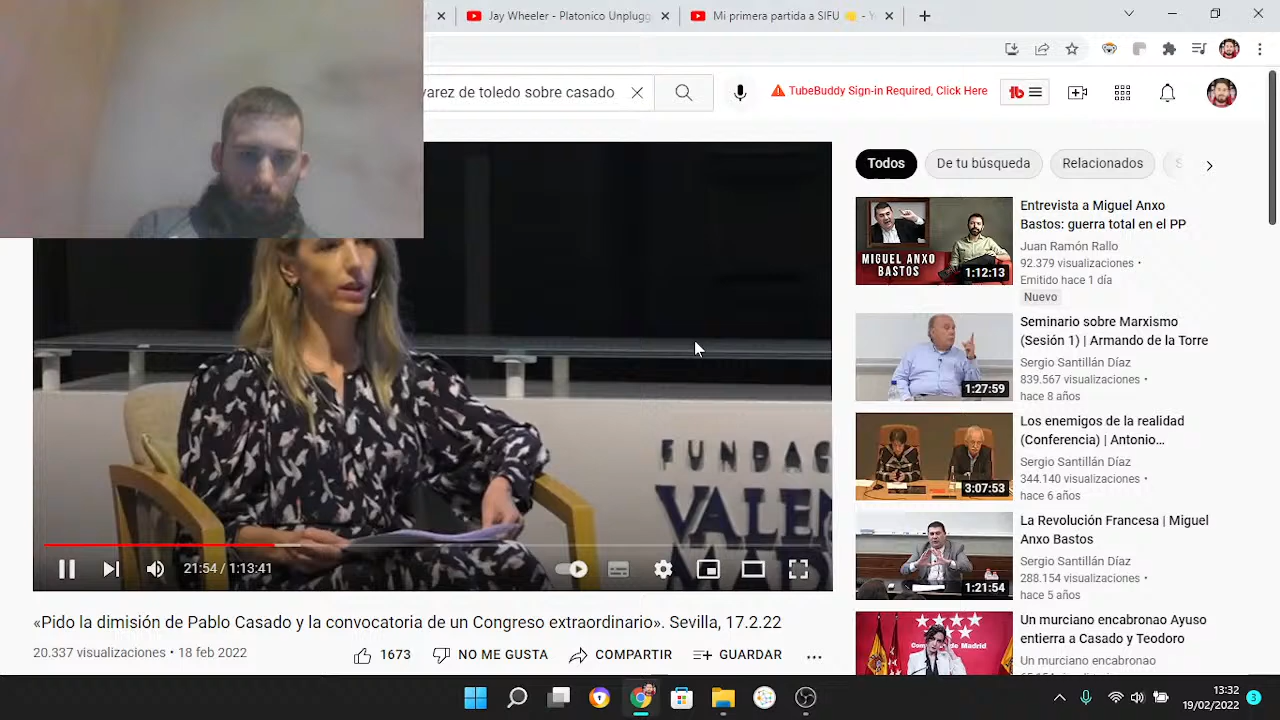 Jay Wheeler - Platonico Unplugg
Mi primera partida a SIFU
varez de toledo sobre casado
TubeBuddy Sign-in Required, Click Here
tb
Todos
De tu búsqueda
Relacionados
S
Entrevista a Miguel Anxo
Bastos: guerra total en el PP
Juan Ramón Rallo
92.379 visualizaciones •
Emitido hace 1 día
Nuevo
MIGUEL ANXO
BASTOS
1:12:13
Seminario sobre Marxismo
(Sesión 1) | Armando de la Torre
Sergio Santillán Díaz
839.567 visualizaciones •
hace 8 años
1:27:59
Los enemigos de la realidad
(Conferencia) | Antonio...
Sergio Santillán Díaz
344.140 visualizaciones •
hace 6 años
3:07:53
La Revolución Francesa | Miguel
Anxo Bastos
Sergio Santillán Díaz
288.154 visualizaciones •
hace 5 años
1:21:54
Un murciano encabronao Ayuso
entierra a Casado y Teodoro
Un murciano encabronao
FUNDAC
VALEN
21:54 / 1:13:41
«Pido la dimisión de Pablo Casado y la convocatoria de un Congreso extraordinario». Sevilla, 17.2.22
20.337 visualizaciones • 18 feb 2022
1673
NO ME GUSTA
COMPARTIR
GUARDAR
13:32
19/02/2022
3